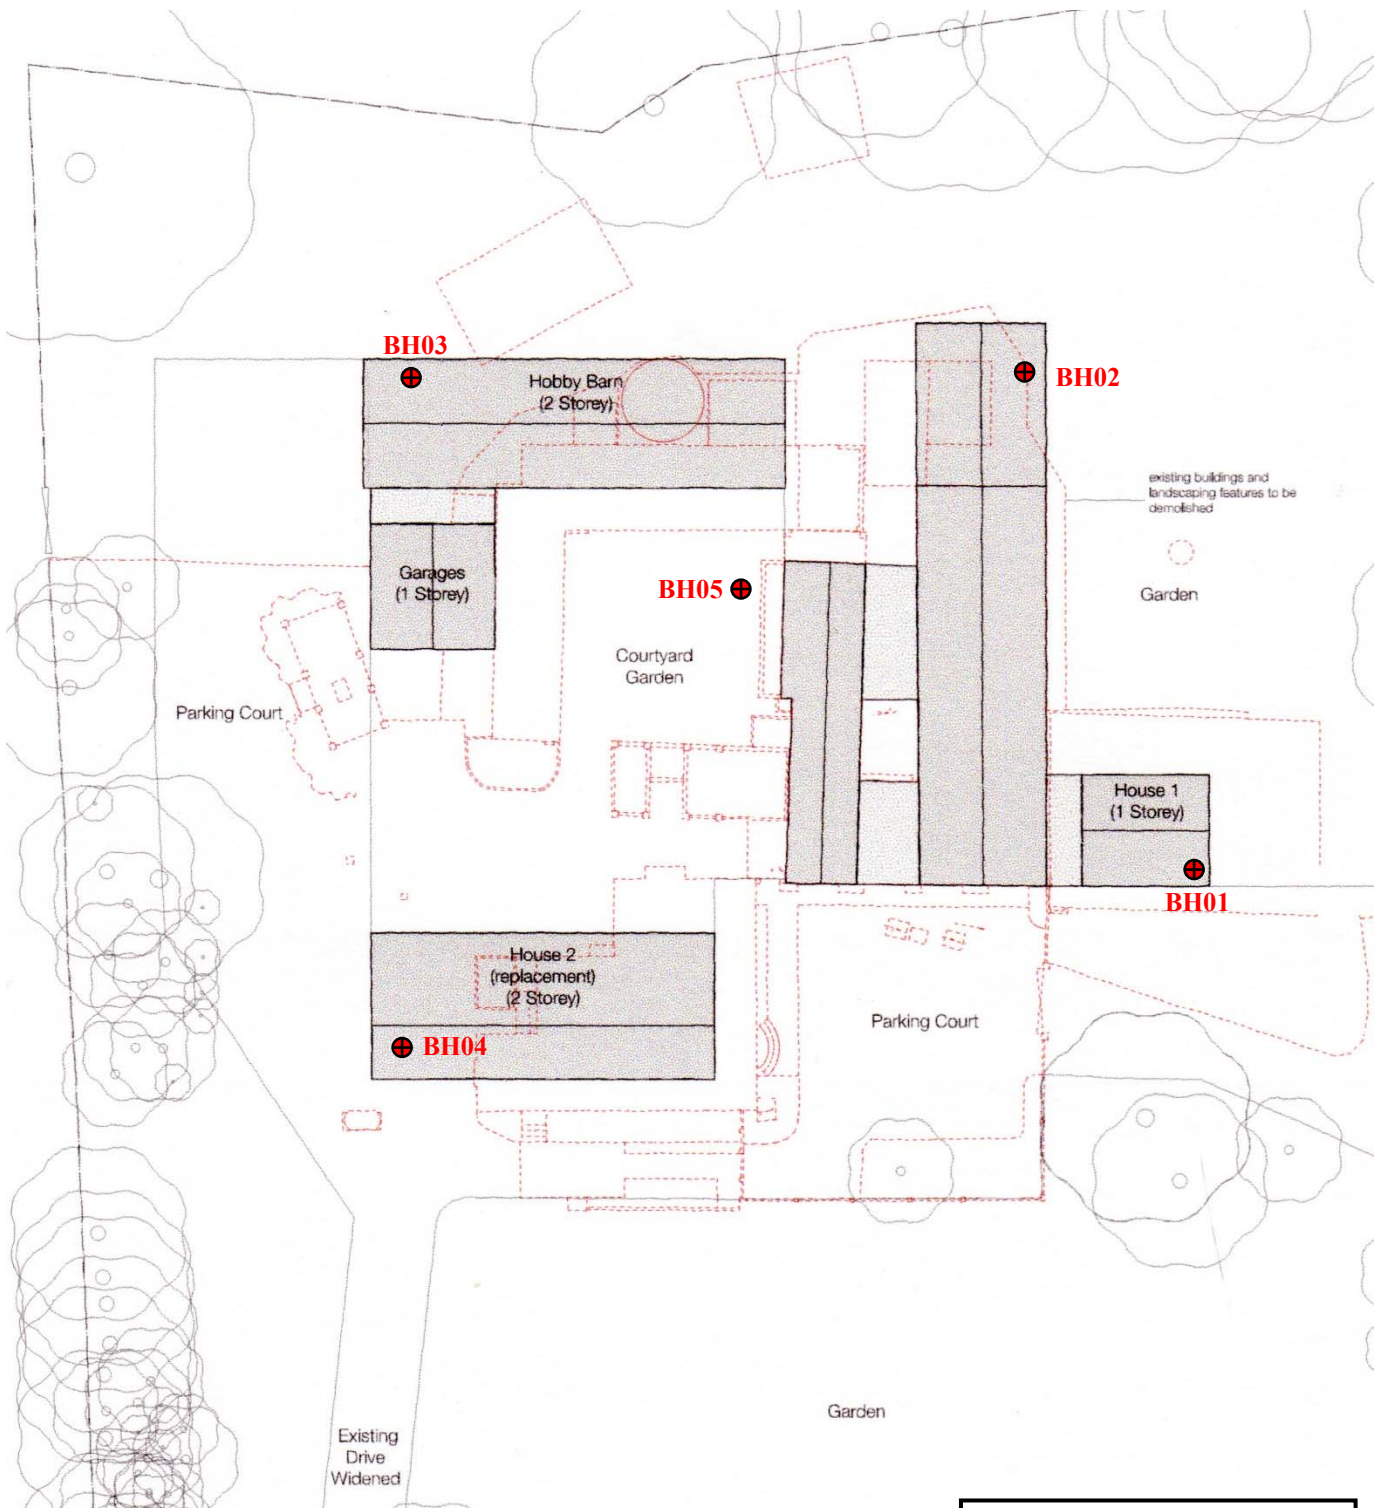 BH03
Hobby Barn
(2 Storey)
BH02
existing buildings and
landscaping features to be
demolished
Garages
(1 Storey)
BH05
Garden
Courtyard
Garden
Parking Court
House 1
(1 Storey)
BH01
House 2
(replacement)
(2 Storey)
Parking Court
BH04
Garden
Existing
Drive
Widened